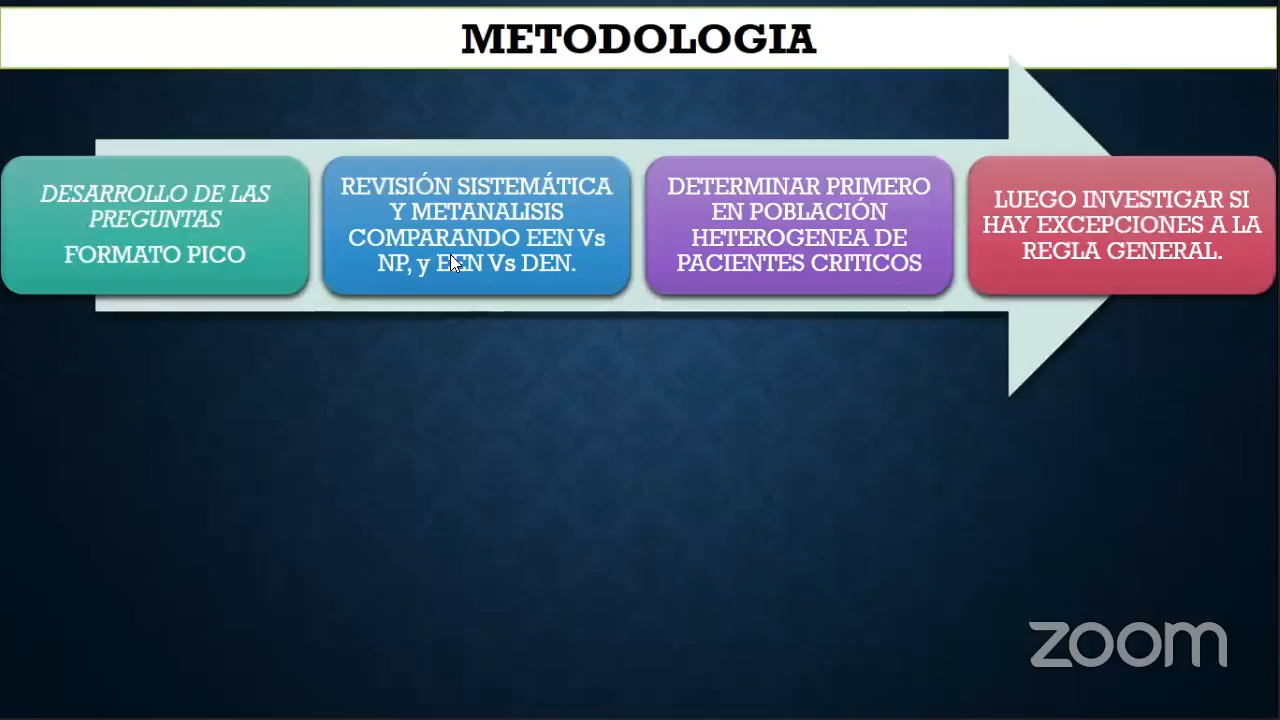 METODOLOGIA
DESARROLLO DE LAS
PREGUNTAS
FORMATO PICO
REVISIÓN SISTEMÁTICA
Y METANALISIS
COMPARANDO EEN Vs
NP, y EEN Vs DEN.
DETERMINAR PRIMERO
EN POBLACIÓN
HETEROGENEA DE
PACIENTES CRITICOS
LUEGO INVESTIGAR SI
HAY EXCEPCIONES A LA
REGLA GENERAL.
zoom